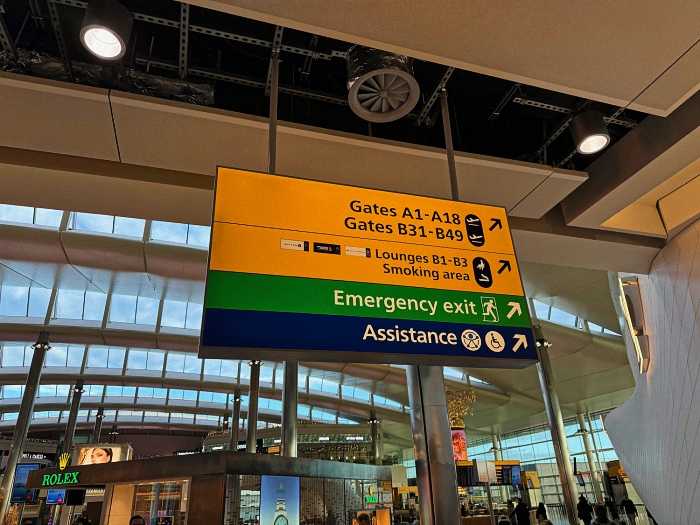 Gates A1-A18
Gates B31-B49
Lounges B1-B3
Smoking area
Emergency exit
Assistance
ROLEX